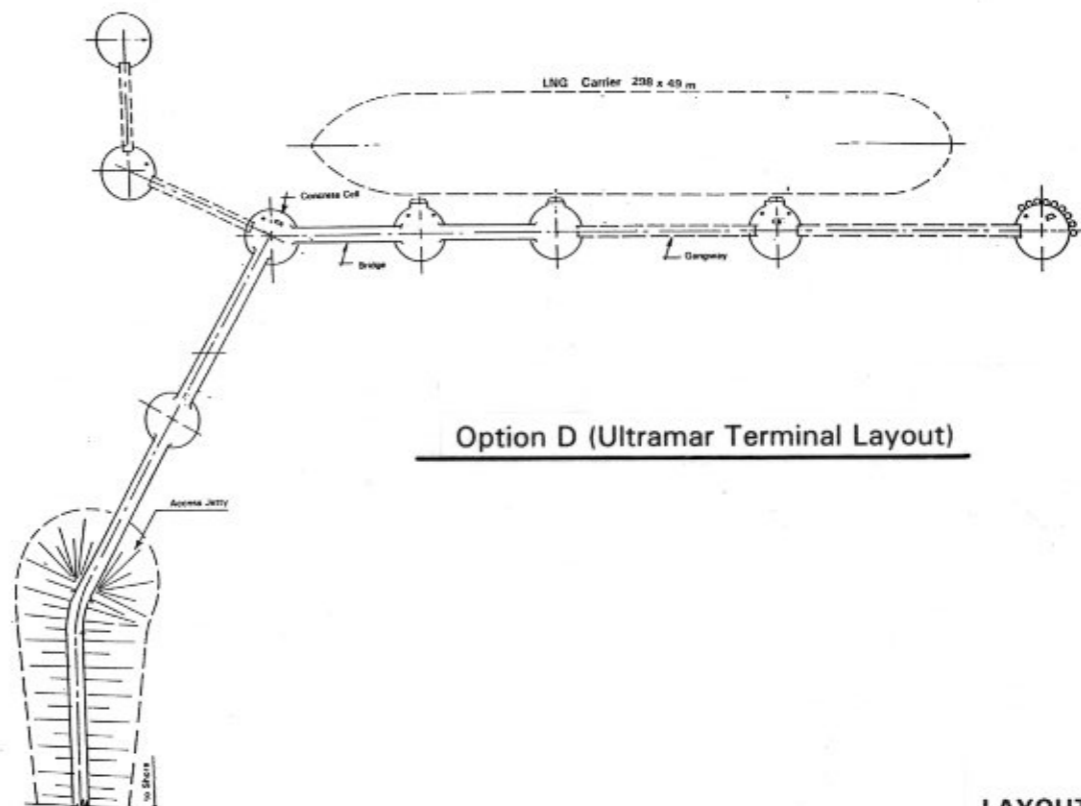 LNG Carrier 298 x 49 m
Concrete Cell
Bridge
Gangway
Option D (Ultramar Terminal Layout)
Access Jetty
to Shore
LAYOUT